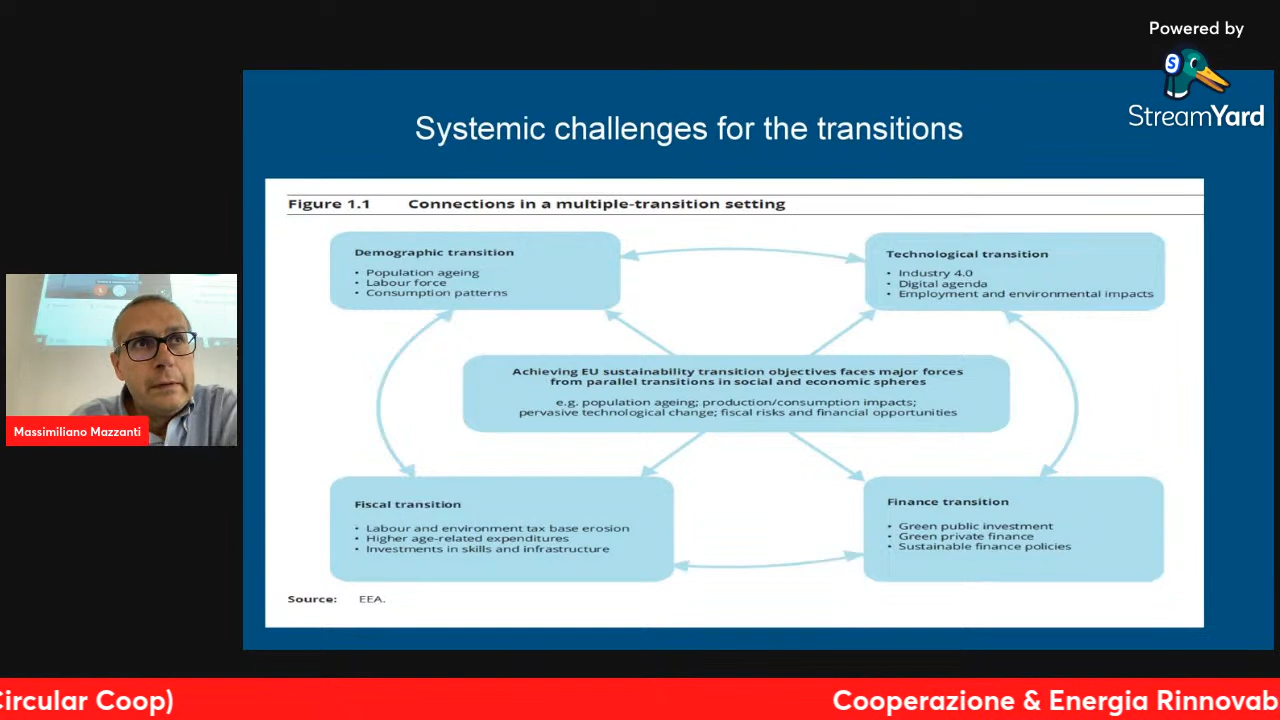 Powered by
S
StreamYard
Systemic challenges for the transitions
Figure 1.1 Connections in a multiple-transition setting
Demographic transition
• Population ageing
• Labour force
• Consumption patterns
Technological transition
• Industry 4.0
• Digital agenda
• Employment and environmental impacts
Achieving EU sustainability transition objectives faces major forces
from parallel transitions in social and economic spheres
e.g. population ageing; production/consumption impacts;
pervasive technological change; fiscal risks and financial opportunities
Massimiliano Mazzanti
Fiscal transition
• Labour and environment tax base erosion
• Higher age-related expenditures
• Investments in skills and infrastructure
Finance transition
• Green public investment
• Green private finance
• Sustainable finance policies
Source: EEA.
Circular Coop)
Cooperazione & Energia Rinnovab